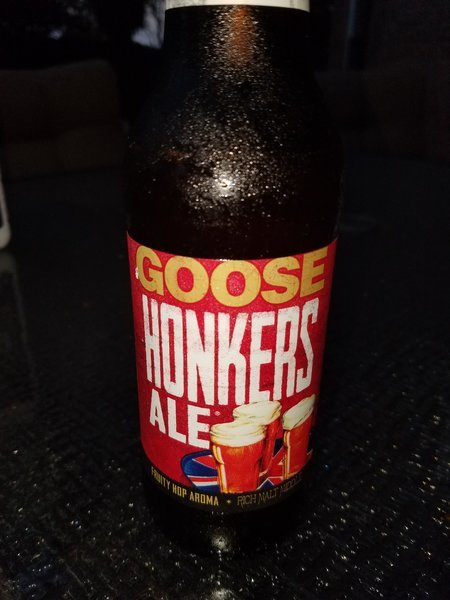 GOOSE
HONKERS
ALE®
FRUITY HOP AROMA • RICH MALT